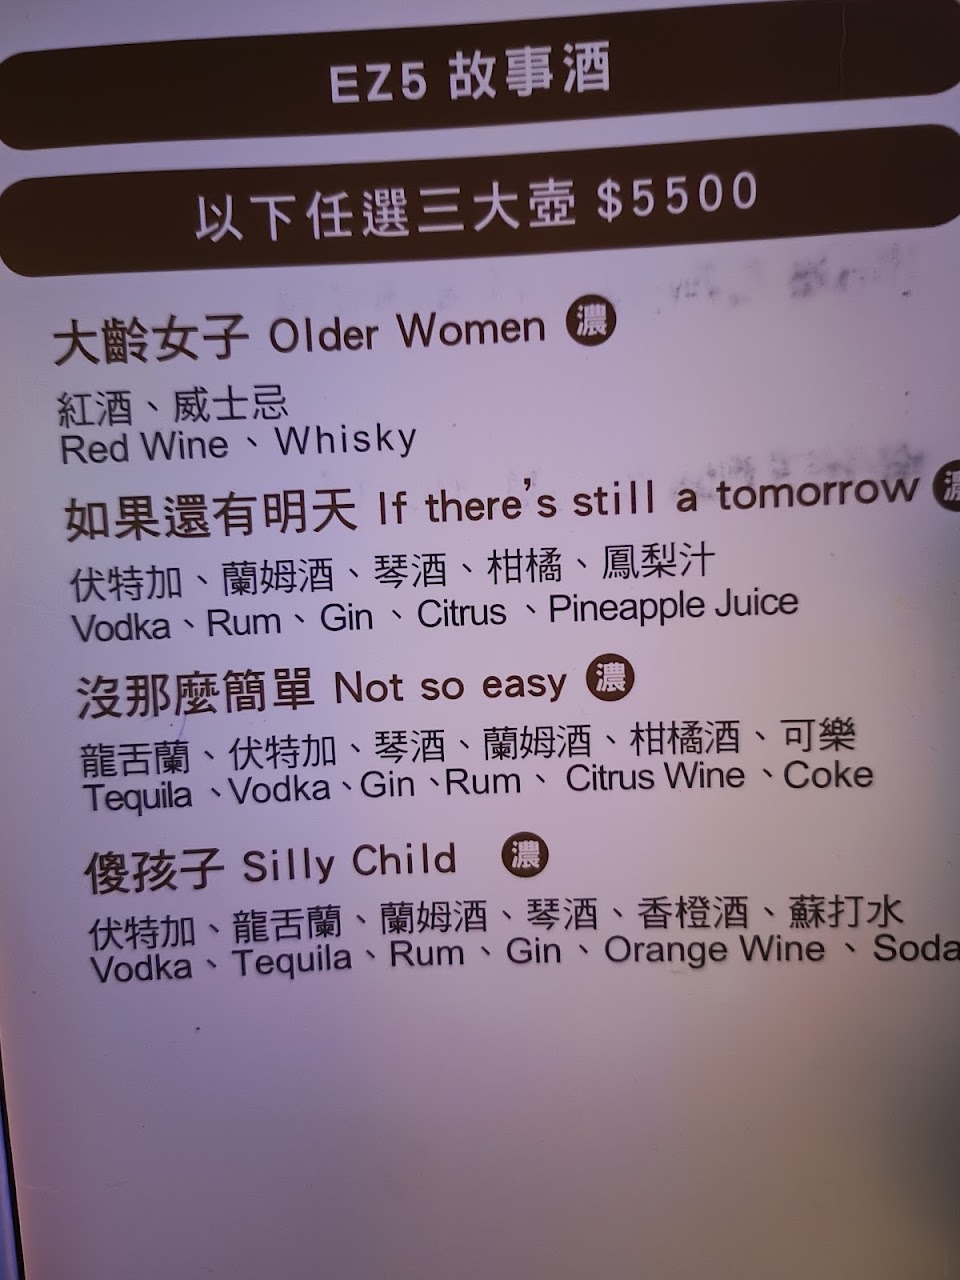 EZ5 故事酒
以下任選三大壺 $5500
大齡女子 Older Women 濃
紅酒、威士忌
Red Wine、Whisky
如果還有明天 If there's still a tomorrow 濃
伏特加、蘭姆酒、琴酒、柑橘、鳳梨汁
Vodka、Rum、Gin、Citrus、Pineapple Juice
沒那麼簡單 Not so easy 濃
龍舌蘭、伏特加、琴酒、蘭姆酒、柑橘酒、可樂
Tequila、Vodka、Gin、Rum、Citrus Wine、Coke
傻孩子 Silly Child 濃
伏特加、龍舌蘭、蘭姆酒、琴酒、香橙酒、蘇打水
Vodka、Tequila、Rum、Gin、Orange Wine、Soda